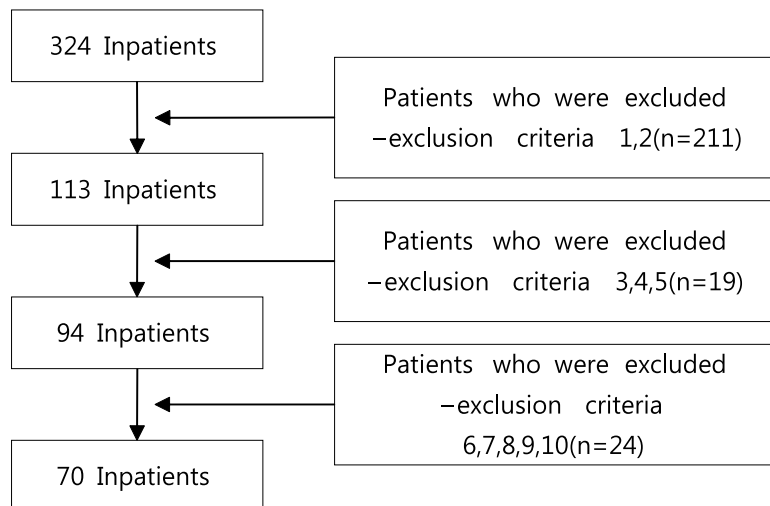 324 Inpatients
Patients who were excluded
−exclusion criteria 1,2(n=211)
113 Inpatients
Patients who were excluded
−exclusion criteria 3,4,5(n=19)
94 Inpatients
Patients who were excluded
−exclusion criteria
6,7,8,9,10(n=24)
70 Inpatients